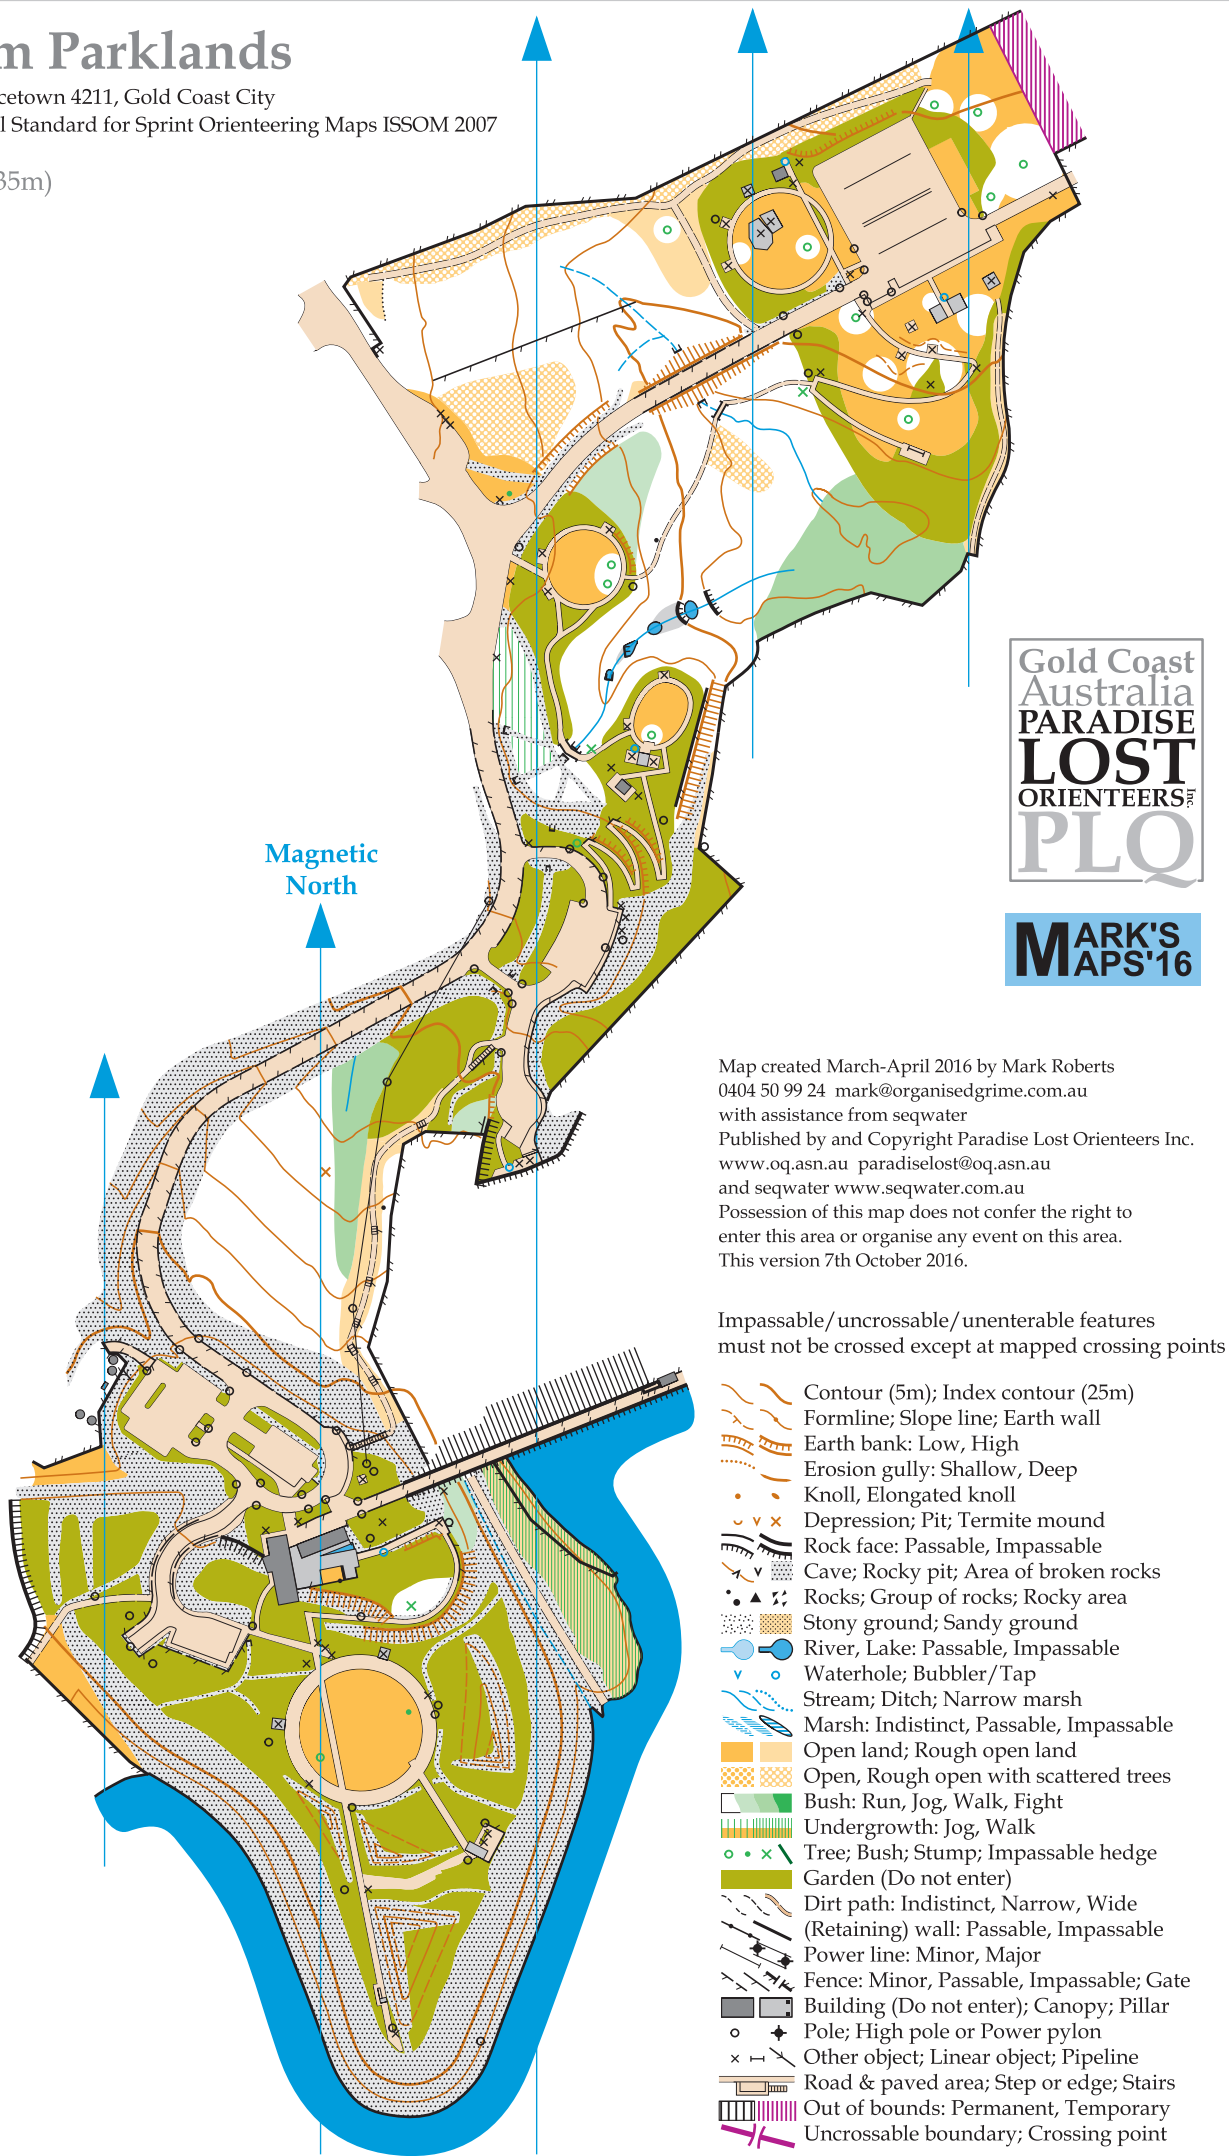 m Parklands
cetown 4211, Gold Coast City
l Standard for Sprint Orienteering Maps ISSOM 2007
35m)
Gold Coast
Australia
PARADISE
LOST
ORIENTEERS Inc.
PLQ
Magnetic
North
MARK'S
MAPS'16
Map created March-April 2016 by Mark Roberts
0404 50 99 24 mark@organisedgrime.com.au
with assistance from seqwater
Published by and Copyright Paradise Lost Orienteers Inc.
www.oq.asn.au paradiselost@oq.asn.au
and seqwater www.seqwater.com.au
Possession of this map does not confer the right to
enter this area or organise any event on this area.
This version 7th October 2016.
Impassable/uncrossable/unenterable features
must not be crossed except at mapped crossing points
Contour (5m); Index contour (25m)
Formline; Slope line; Earth wall
Earth bank: Low, High
Erosion gully: Shallow, Deep
Knoll, Elongated knoll
Depression; Pit; Termite mound
Rock face: Passable, Impassable
Cave; Rocky pit; Area of broken rocks
Rocks; Group of rocks; Rocky area
Stony ground; Sandy ground
River, Lake: Passable, Impassable
Waterhole; Bubbler/Tap
Stream; Ditch; Narrow marsh
Marsh: Indistinct, Passable, Impassable
Open land; Rough open land
Open, Rough open with scattered trees
Bush: Run, Jog, Walk, Fight
Undergrowth: Jog, Walk
Tree; Bush; Stump; Impassable hedge
Garden (Do not enter)
Dirt path: Indistinct, Narrow, Wide
(Retaining) wall: Passable, Impassable
Power line: Minor, Major
Fence: Minor, Passable, Impassable; Gate
Building (Do not enter); Canopy; Pillar
Pole; High pole or Power pylon
Other object; Linear object; Pipeline
Road & paved area; Step or edge; Stairs
Out of bounds: Permanent, Temporary
Uncrossable boundary; Crossing point